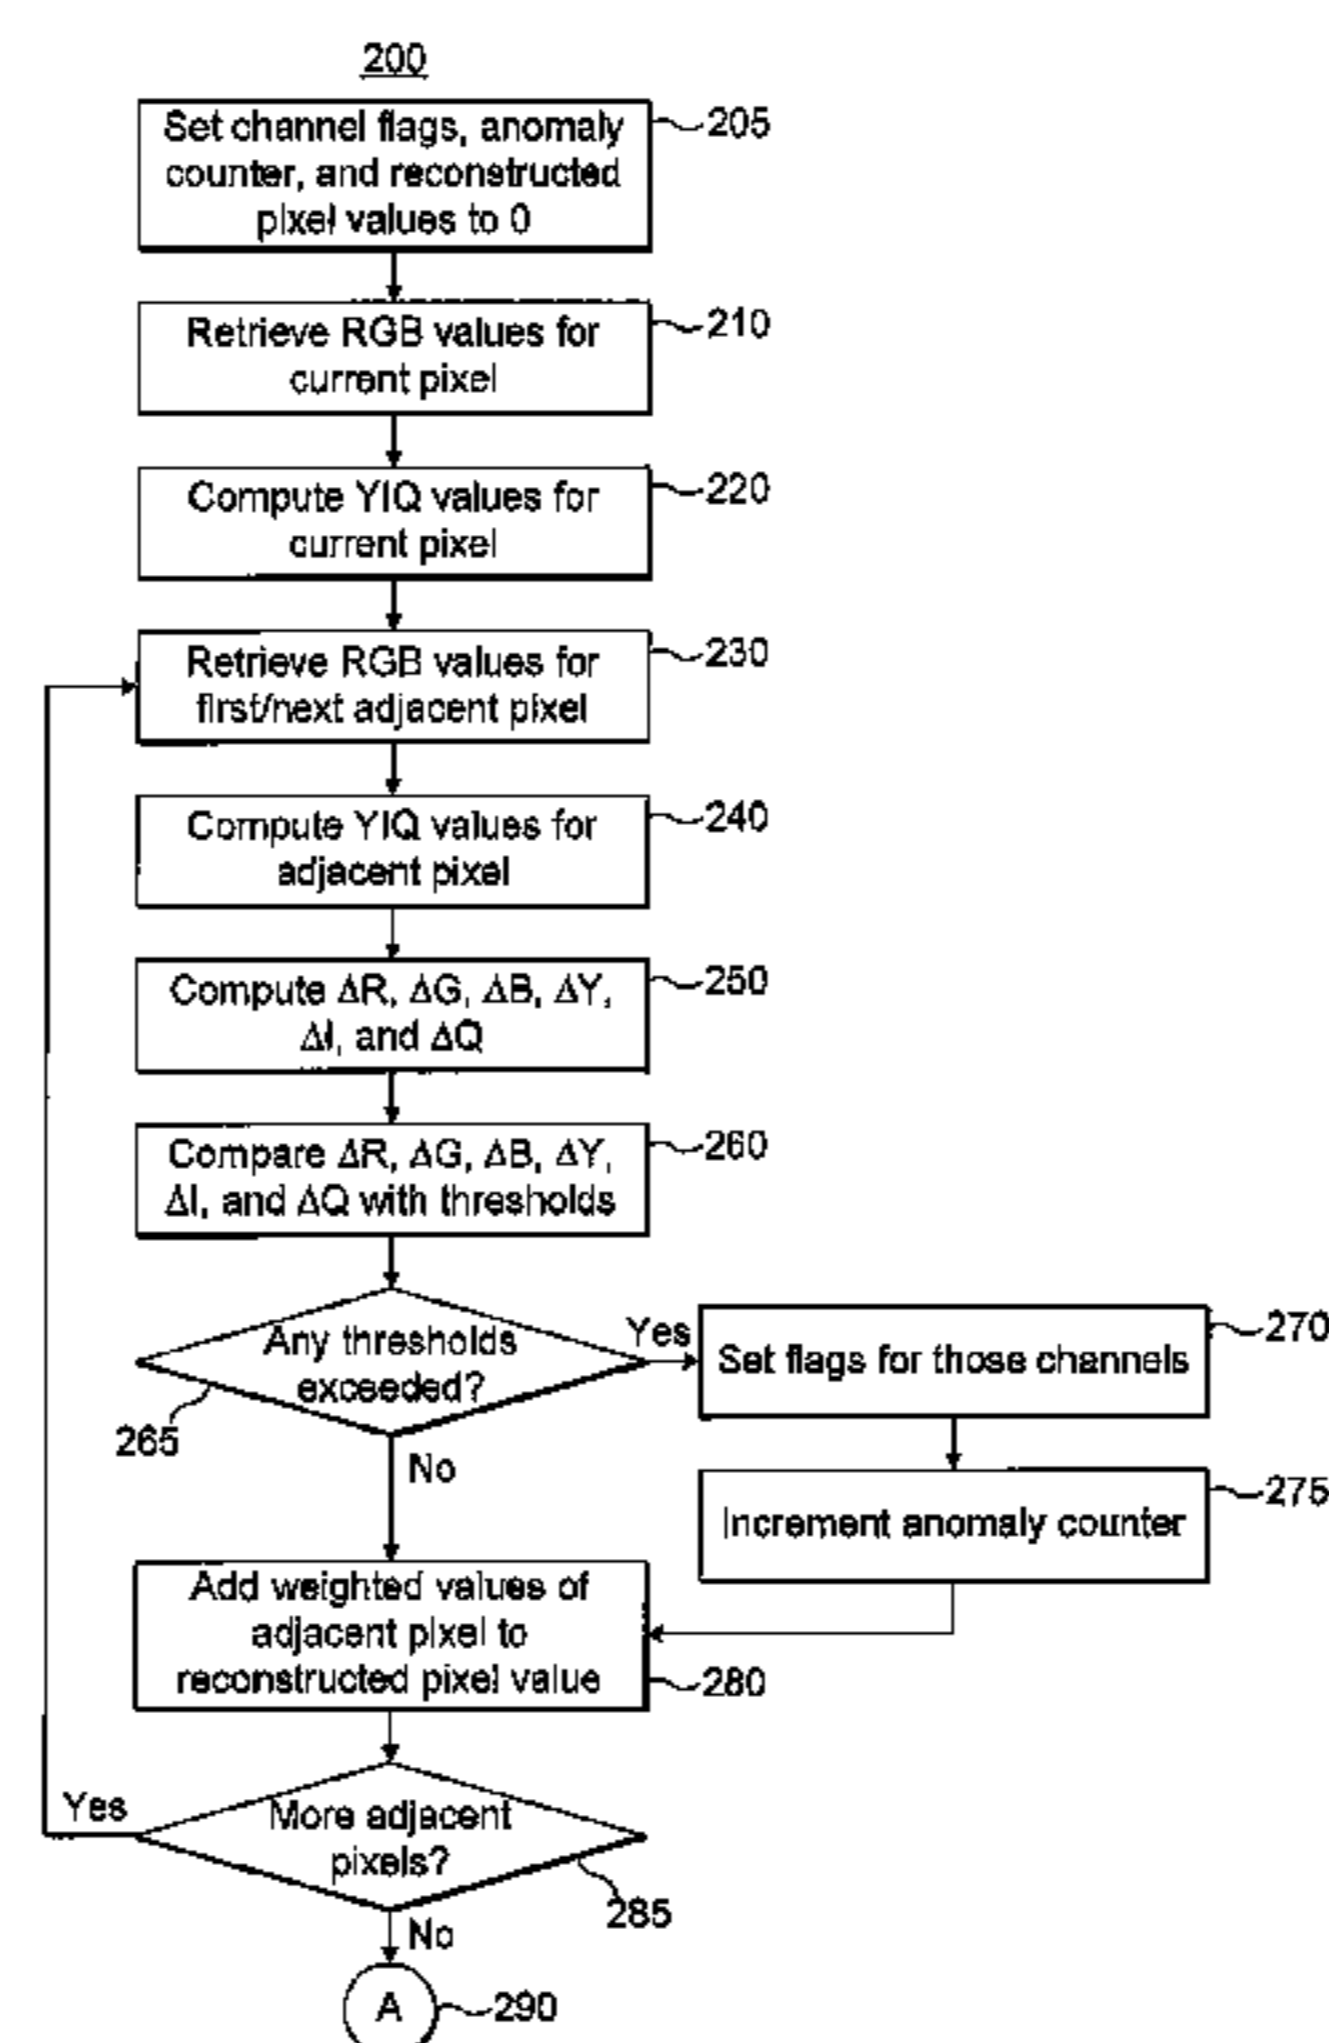 200
Set channel flags, anomaly
counter, and reconstructed
pixel values to 0
205
Retrieve RGB values for
current pixel
210
Compute YIQ values for
current pixel
220
Retrieve RGB values for
first/next adjacent pixel
230
Compute YIQ values for
adjacent pixel
240
Compute ΔR, ΔG, ΔB, ΔY,
ΔI, and ΔQ
250
Compare ΔR, ΔG, ΔB, ΔY,
ΔI, and ΔQ with thresholds
260
Any thresholds
exceeded?
265
Yes
Set flags for those channels
270
No
Increment anomaly counter
275
Add weighted values of
adjacent pixel to
reconstructed pixel value
280
Yes
More adjacent
pixels?
285
No
A
290